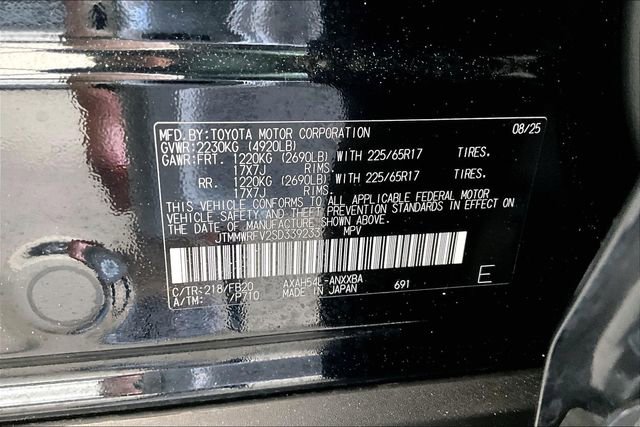 MFD.BY:TOYOTA MOTOR CORPORATION 08/25
GVWR:2230KG (4920LB)
GAWR:FRT. 1220KG (2690LB) WITH 225/65R17 TIRES.
17X7J RIMS.
RR. 1220KG (2690LB) WITH 225/65R17 TIRES.
17X7J RIMS.
THIS VEHICLE CONFORMS TO ALL APPLICABLE FEDERAL MOTOR
VEHICLE SAFETY AND THEFT PREVENTION STANDARDS IN EFFECT ON
THE DATE OF MANUFACTURE SHOWN ABOVE.
JTMMWRFV2SD339233 MPV
C/TR:218/FB20 AXAH54L-ANXXBA E
A/TM: /P710 MADE IN JAPAN 691